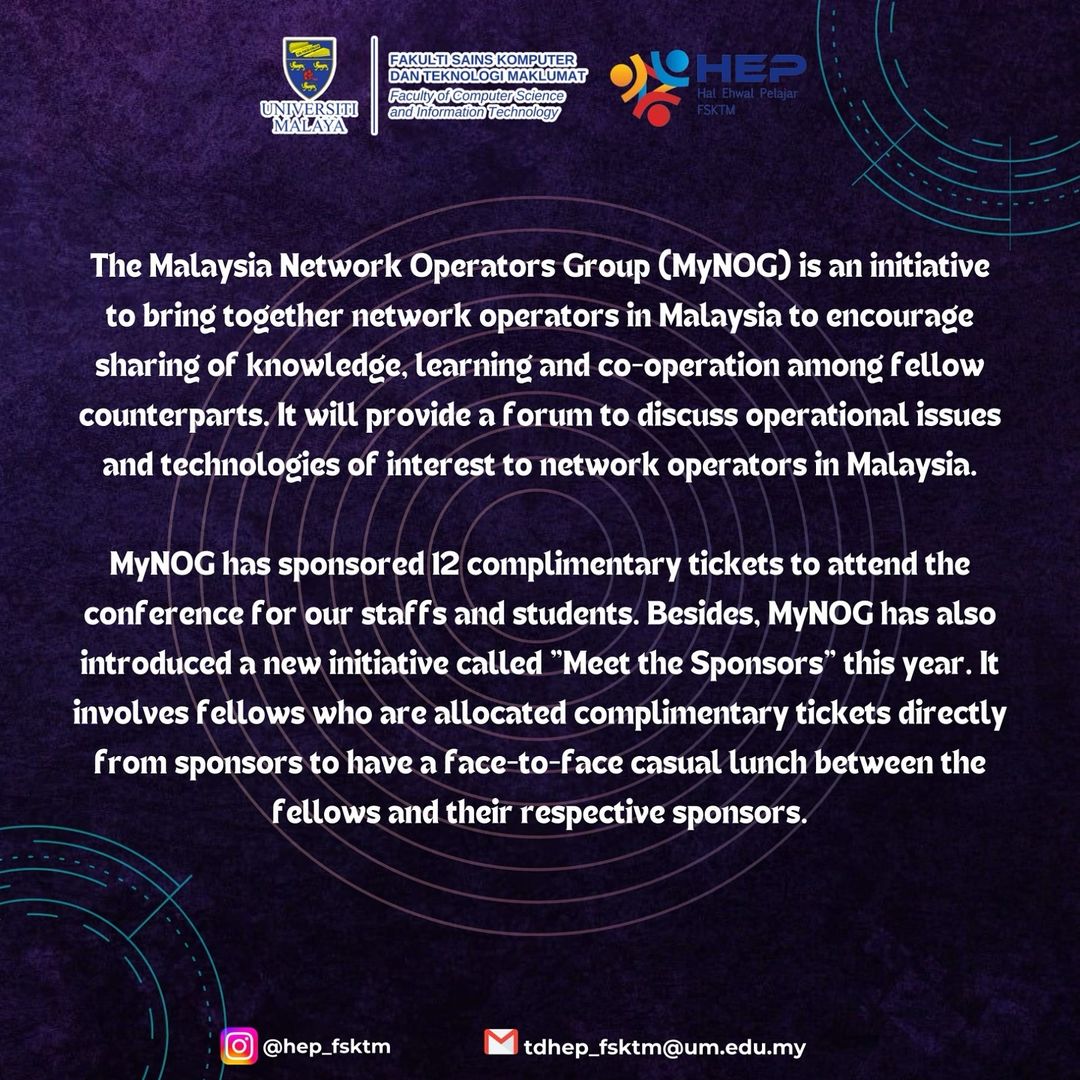 UNIVERSITI
MALAYA
FAKULTI SAINS KOMPUTER
DAN TEKNOLOGI MAKLUMAT
Faculty of Computer Science
and Information Technology
HEP
Hal Ehwal Pelajar
FSKTM
The Malaysia Network Operators Group (MyNOG) is an initiative
to bring together network operators in Malaysia to encourage
sharing of knowledge, learning and co-operation among fellow
counterparts. It will provide a forum to discuss operational issues
and technologies of interest to network operators in Malaysia.
MyNOG has sponsored 12 complimentary tickets to attend the
conference for our staffs and students. Besides, MyNOG has also
introduced a new initiative called "Meet the Sponsors" this year. It
involves fellows who are allocated complimentary tickets directly
from sponsors to have a face-to-face casual lunch between the
fellows and their respective sponsors.
@hep_fsktm
tdhep_fsktm@um.edu.my